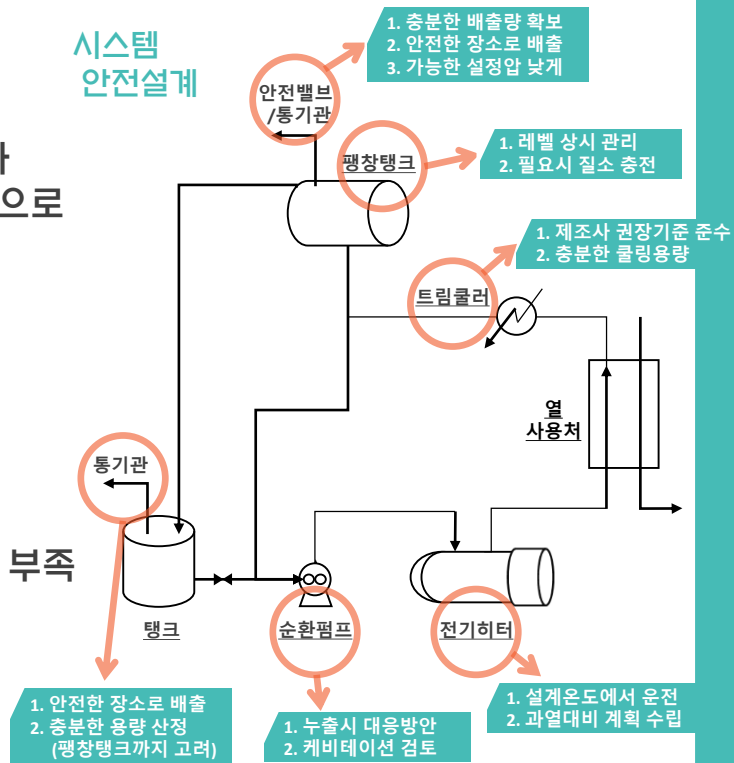 시스템
안전설계
1. 충분한 배출량 확보
2. 안전한 장소로 배출
3. 가능한 설정압 낮게
안전밸브
/통기관
1. 레벨 상시 관리
2. 필요시 질소 충전
팽창탱크
으로
1. 제조사 권장기준 준수
2. 충분한 쿨링용량
트림쿨러
열
사용처
통기관
부족
탱크
순환펌프
전기히터
1. 안전한 장소로 배출
2. 충분한 용량 산정
(팽창탱크까지 고려)
1. 누출시 대응방안
2. 케비테이션 검토
1. 설계온도에서 운전
2. 과열대비 계획 수립